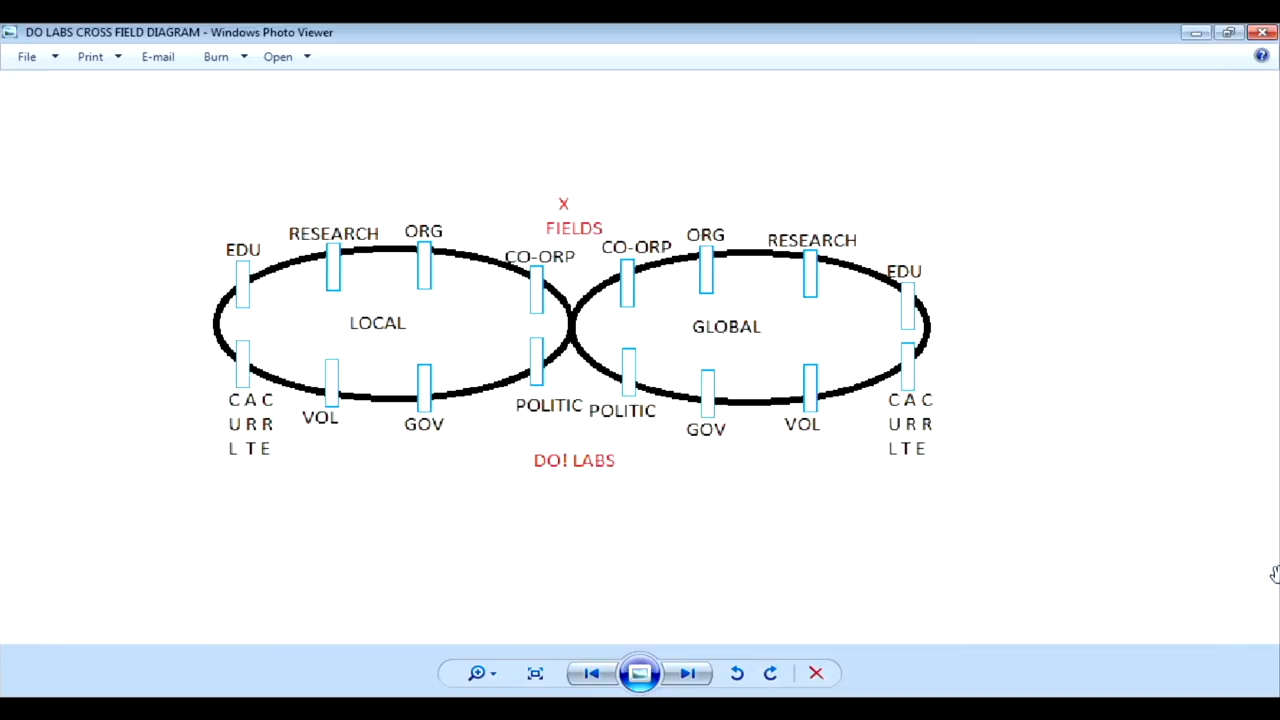 DO LABS CROSS FIELD DIAGRAM - Windows Photo Viewer
File Print E-mail Burn Open
X
FIELDS
EDU RESEARCH ORG CO-ORP CO-ORP ORG RESEARCH EDU
LOCAL GLOBAL
C A C VOL GOV POLITIC POLITIC GOV VOL C A C
U R R U R R
L T E L T E
DO! LABS